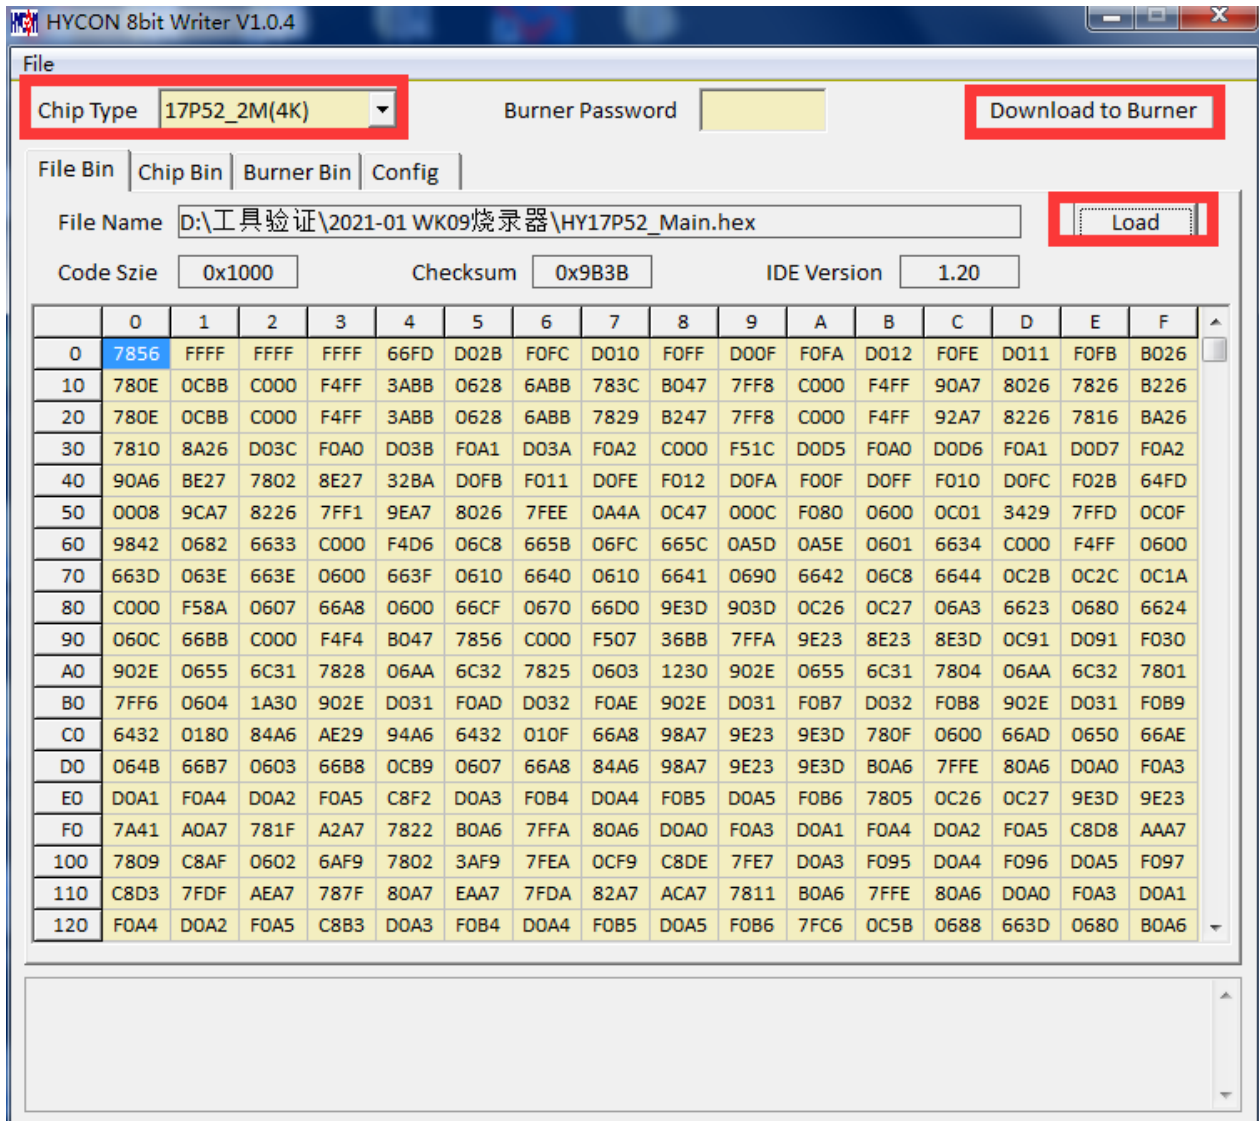 HYCON 8bit Writer V1.0.4
File
Chip Type 17P52_2M(4K) Burner Password Download to Burner
File Bin Chip Bin Burner Bin Config
File Name D:\工具验证\2021-01 WK09烧录器\HY17P52_Main.hex Load
Code Szie 0x1000 Checksum 0x9B3B IDE Version 1.20
0 1 2 3 4 5 6 7 8 9 A B C D E F
0 7856 FFFF FFFF FFFF 66FD D02B F0FC D010 F0FF D00F F0FA D012 F0FE D011 F0FB B026
10 780E 0CBB C000 F4FF 3ABB 0628 6ABB 783C B047 7FF8 C000 F4FF 90A7 8026 7826 B226
20 780E 0CBB C000 F4FF 3ABB 0628 6ABB 7829 B247 7FF8 C000 F4FF 92A7 8226 7816 BA26
30 7810 8A26 D03C F0A0 D03B F0A1 D03A F0A2 C000 F51C D0D5 F0A0 D0D6 F0A1 D0D7 F0A2
40 90A6 BE27 7802 8E27 32BA D0FB F011 D0FE F012 D0FA F00F D0FF F010 D0FC F02B 64FD
50 0008 9CA7 8226 7FF1 9EA7 8026 7FEE 0A4A 0C47 000C F080 0600 0C01 3429 7FFD 0C0F
60 9842 0682 6633 C000 F4D6 06C8 665B 06FC 665C 0A5D 0A5E 0601 6634 C000 F4FF 0600
70 663D 063E 663E 0600 663F 0610 6640 0610 6641 0690 6642 06C8 6644 0C2B 0C2C 0C1A
80 C000 F58A 0607 66A8 0600 66CF 0670 66D0 9E3D 903D 0C26 0C27 06A3 6623 0680 6624
90 060C 66BB C000 F4F4 B047 7856 C000 F507 36BB 7FFA 9E23 8E23 8E3D 0C91 D091 F030
A0 902E 0655 6C31 7828 06AA 6C32 7825 0603 1230 902E 0655 6C31 7804 06AA 6C32 7801
B0 7FF6 0604 1A30 902E D031 F0AD D032 F0AE 902E D031 F0B7 D032 F0B8 902E D031 F0B9
C0 6432 0180 84A6 AE29 94A6 6432 010F 66A8 98A7 9E23 9E3D 780F 0600 66AD 0650 66AE
D0 064B 66B7 0603 66B8 0CB9 0607 66A8 84A6 98A7 9E23 9E3D B0A6 7FFE 80A6 D0A0 F0A3
E0 D0A1 F0A4 D0A2 F0A5 C8F2 D0A3 F0B4 D0A4 F0B5 D0A5 F0B6 7805 0C26 0C27 9E3D 9E23
F0 7A41 A0A7 781F A2A7 7822 B0A6 7FFA 80A6 D0A0 F0A3 D0A1 F0A4 D0A2 F0A5 C8D8 AAA7
100 7809 C8AF 0602 6AF9 7802 3AF9 7FEA 0CF9 C8DE 7FE7 D0A3 F095 D0A4 F096 D0A5 F097
110 C8D3 7FDF AEA7 787F 80A7 EAA7 7FDA 82A7 ACA7 7811 B0A6 7FFE 80A6 D0A0 F0A3 D0A1
120 F0A4 D0A2 F0A5 C8B3 D0A3 F0B4 D0A4 F0B5 D0A5 F0B6 7FC6 0C5B 0688 663D 0680 B0A6